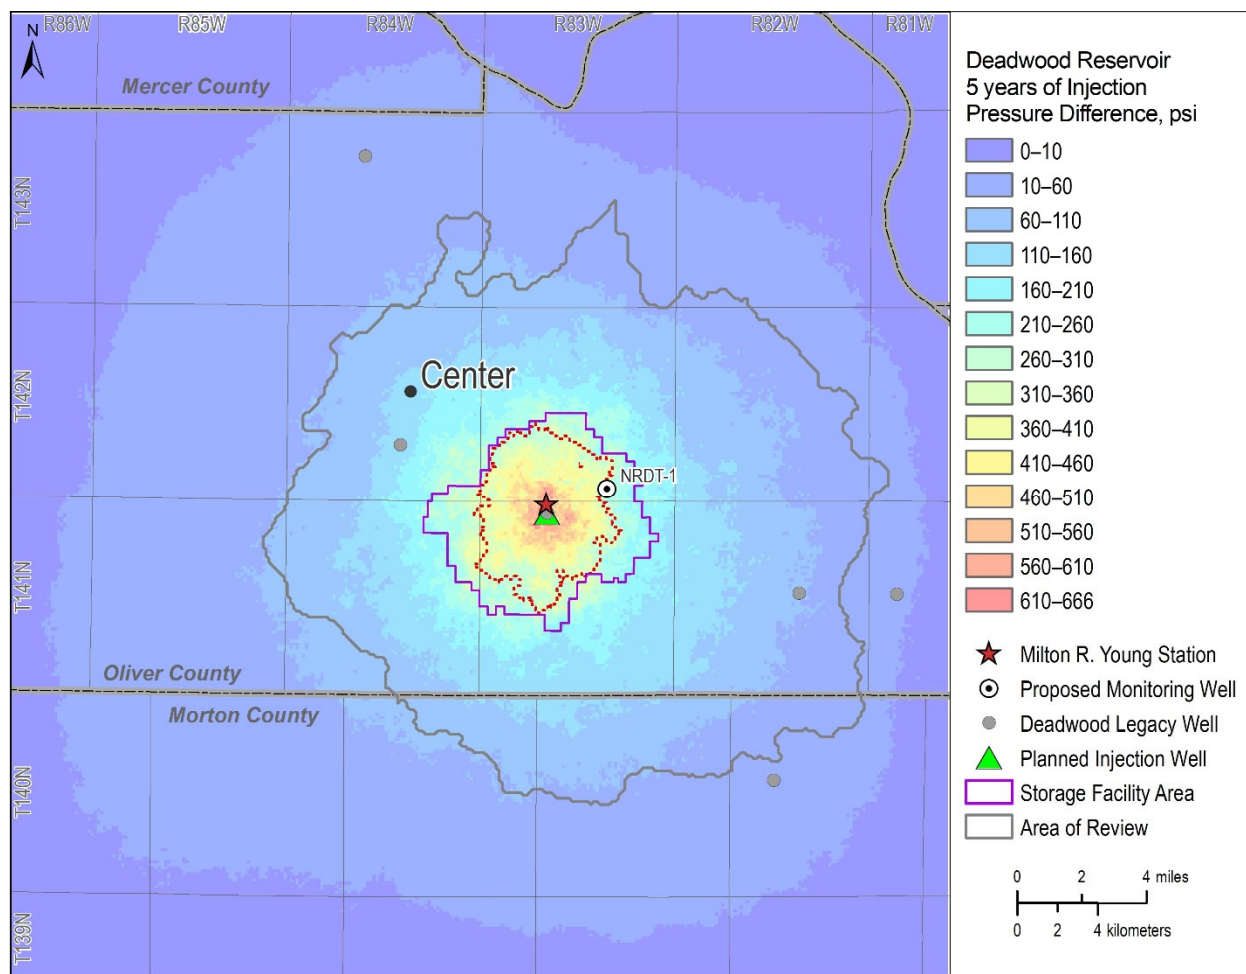 R86W R85W R84W R83W R82W R81W
N
Mercer County
T143N
T142N
Center
NRDT-1
T141N
Oliver County
Morton County
T140N
T139N
Deadwood Reservoir
5 years of Injection
Pressure Difference, psi
0–10
10–60
60–110
110–160
160–210
210–260
260–310
310–360
360–410
410–460
460–510
510–560
560–610
610–666
Milton R. Young Station
Proposed Monitoring Well
Deadwood Legacy Well
Planned Injection Well
Storage Facility Area
Area of Review
0 2 4 miles
0 2 4 kilometers